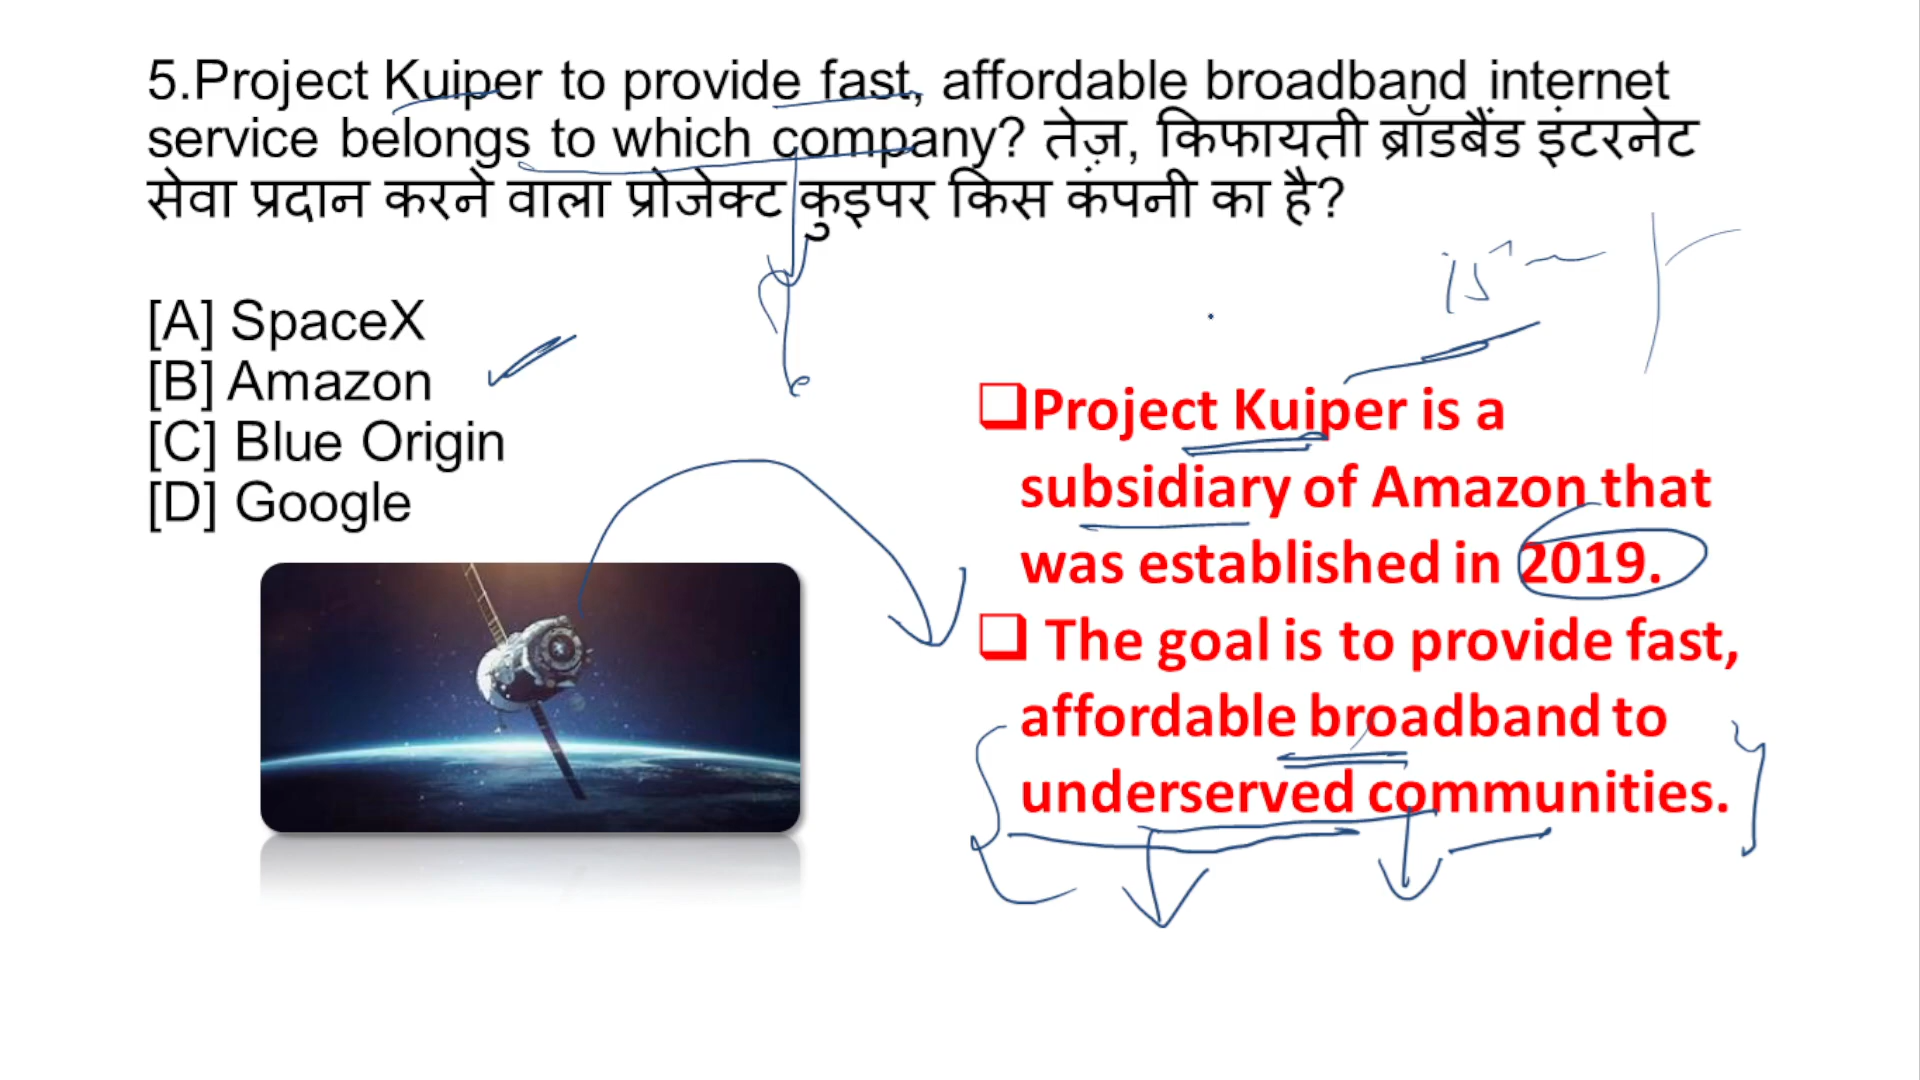 5.Project Kuiper to provide fast, affordable broadband internet
service belongs to which company? तेज़, किफायती ब्रॉडबैंड इंटरनेट
सेवा प्रदान करने वाला प्रोजेक्ट कुइपर किस कंपनी का है?
[A] SpaceX
[B] Amazon
[C] Blue Origin
[D] Google
Project Kuiper is a
subsidiary of Amazon that
was established in 2019.
The goal is to provide fast,
affordable broadband to
underserved communities.